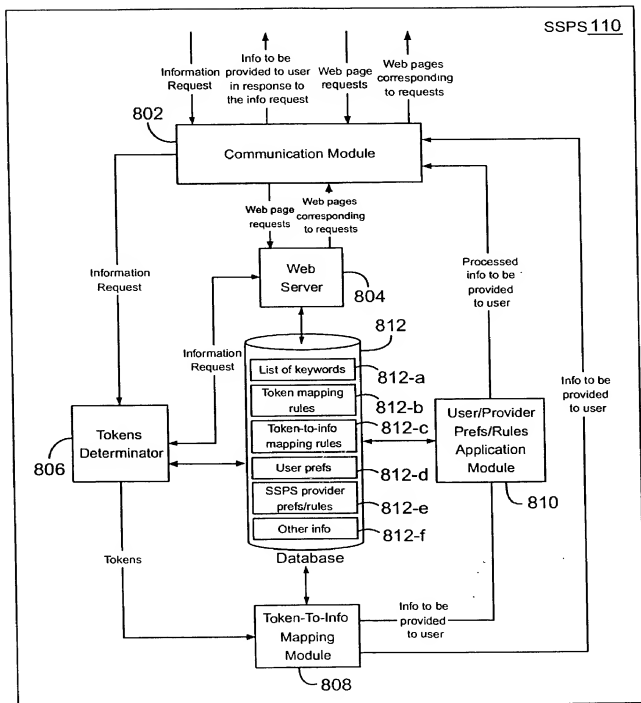 SSPS 110
Information
Request
Info to be
provided to user
in response to
the info request
Web page
requests
Web pages
corresponding
to requests
802
Communication Module
Web page
requests
Web pages
corresponding
to requests
Information
Request
Web
Server
804
Processed
info to be
provided
to user
Information
Request
812
List of keywords
812-a
Token mapping
rules
812-b
Token-to-info
mapping rules
812-c
User prefs
812-d
SSPS provider
prefs/rules
812-e
Other info
812-f
Database
Info to be
provided
to user
Tokens
Determinator
806
User/Provider
Prefs/Rules
Application
Module
810
Tokens
Token-To-Info
Mapping
Module
808
Info to be
provided
to user